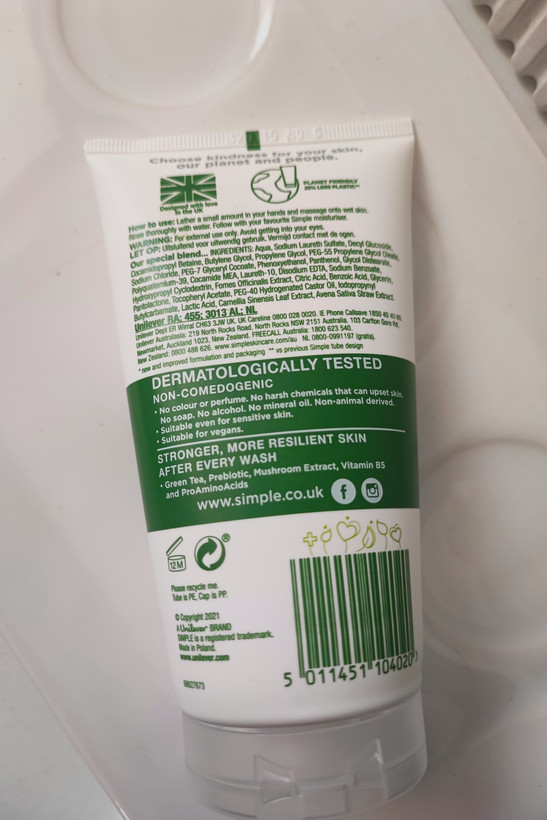 Choose kindness for your skin,
our planet and people.
Designed with love
in the UK
PLANET FRIENDLY
20% LESS PLASTIC**
How to use: Lather a small amount in your hands and massage onto wet skin.
Rinse thoroughly with water. Follow with your favourite Simple moisturiser.
WARNING: For external use only. Avoid getting into your eyes.
LET OP: Uitsluitend voor uitwendig gebruik. Vermijd contact met de ogen.
Our special blend... INGREDIENTS: Aqua, Sodium Laureth Sulfate, Decyl Glucoside,
Cocamidopropyl Betaine, Butylene Glycol, Propylene Glycol, PEG-55 Propylene Glycol Oleate,
Sodium Chloride, PEG-7 Glyceryl Cocoate, Phenoxyethanol, Panthenol, Glycol Distearate,
Polyquaternium-39, Cocamide MEA, Laureth-10, Disodium EDTA, Sodium Benzoate,
Hydroxypropyl Cyclodextrin, Fomes Officinalis Extract, Citric Acid, Benzoic Acid, Glycerin,
Pantolactone, Tocopheryl Acetate, PEG-40 Hydrogenated Castor Oil, Iodopropynyl
Butylcarbamate, Lactic Acid, Camellia Sinensis Leaf Extract, Avena Sativa Straw Extract.
Unilever RA: 455; 3013 AL; NL
Unilever Dept ER Wirral CH63 3JW UK. UK Careline 0800 028 0020. IE Phone Callsave 1850 40 41 60.
Unilever Australasia: 219 North Rocks Road, North Rocks NSW 2151 Australia. 103 Carlton Gore Rd.
Newmarket, Auckland 1023, New Zealand. FREECALL Australia: 1800 623 540.
New Zealand: 0800 488 626. www.simpleskincare.com/au NL 0800-0991197 (gratis).
* new and improved formulation and packaging ** vs previous Simple tube design
DERMATOLOGICALLY TESTED
NON-COMEDOGENIC
• No colour or perfume. No harsh chemicals that can upset skin.
No soap. No alcohol. No mineral oil. Non-animal derived.
• Suitable even for sensitive skin.
• Suitable for vegans.
STRONGER, MORE RESILIENT SKIN
AFTER EVERY WASH
• Green Tea, Prebiotic, Mushroom Extract, Vitamin B5
and ProAminoAcids
www.simple.co.uk
12M
Please recycle me.
Tube is PE, Cap is PP.
© Copyright 2021
A Unilever BRAND
SIMPLE is a registered trademark.
Made in Poland.
www.unilever.com
68627673
5 011451 104020 >